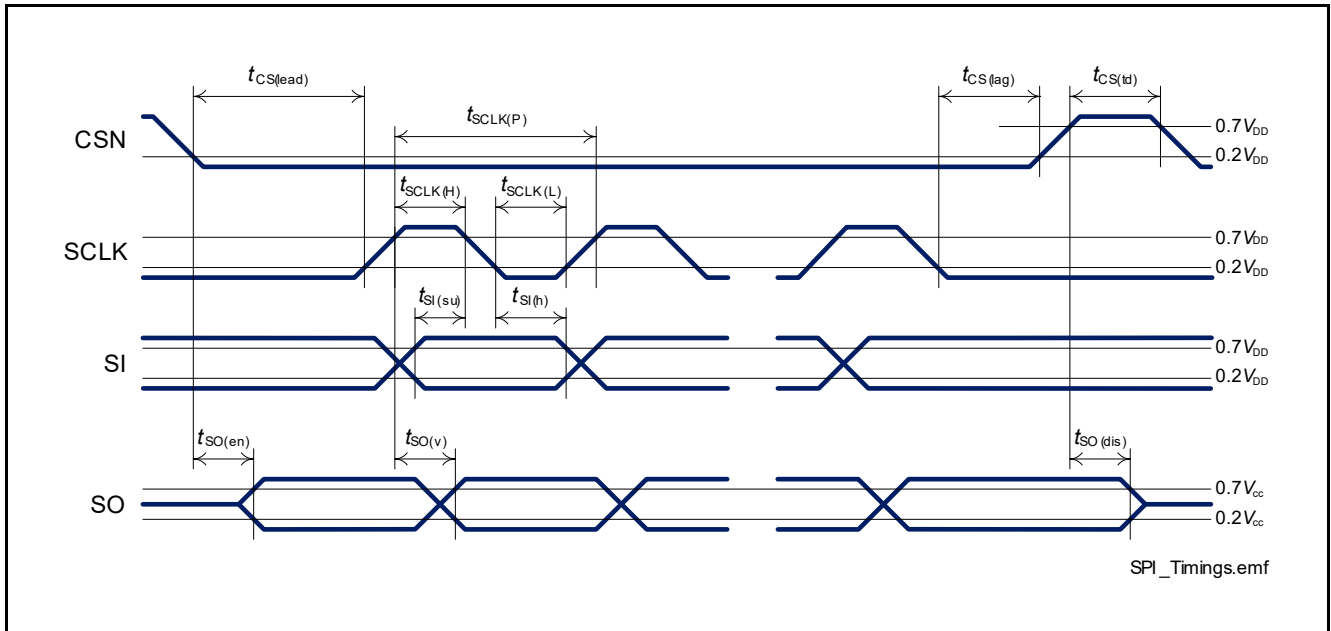 tCS(lead)
tCS(lag)
tCS(td)
tSCLK(P)
CSN
0.7VDD
0.2VDD
tSCLK(H)
tSCLK(L)
SCLK
0.7VDD
0.2VDD
tSI(su)
tSI(h)
SI
0.7VDD
0.2VDD
tSO(en)
tSO(v)
tSO(dis)
SO
0.7Vcc
0.2Vcc
SPI_Timings.emf